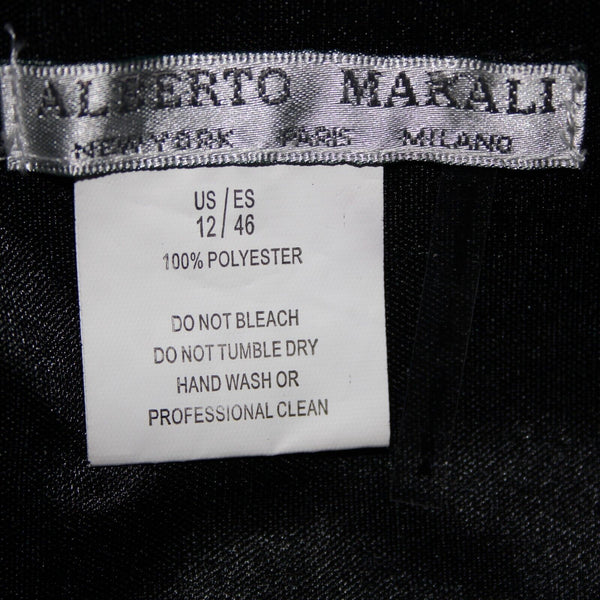 ALBERTO MAKALI
NEW YORK PARIS MILANO
US/ES
12/46
100% POLYESTER
DO NOT BLEACH
DO NOT TUMBLE DRY
HAND WASH OR
PROFESSIONAL CLEAN